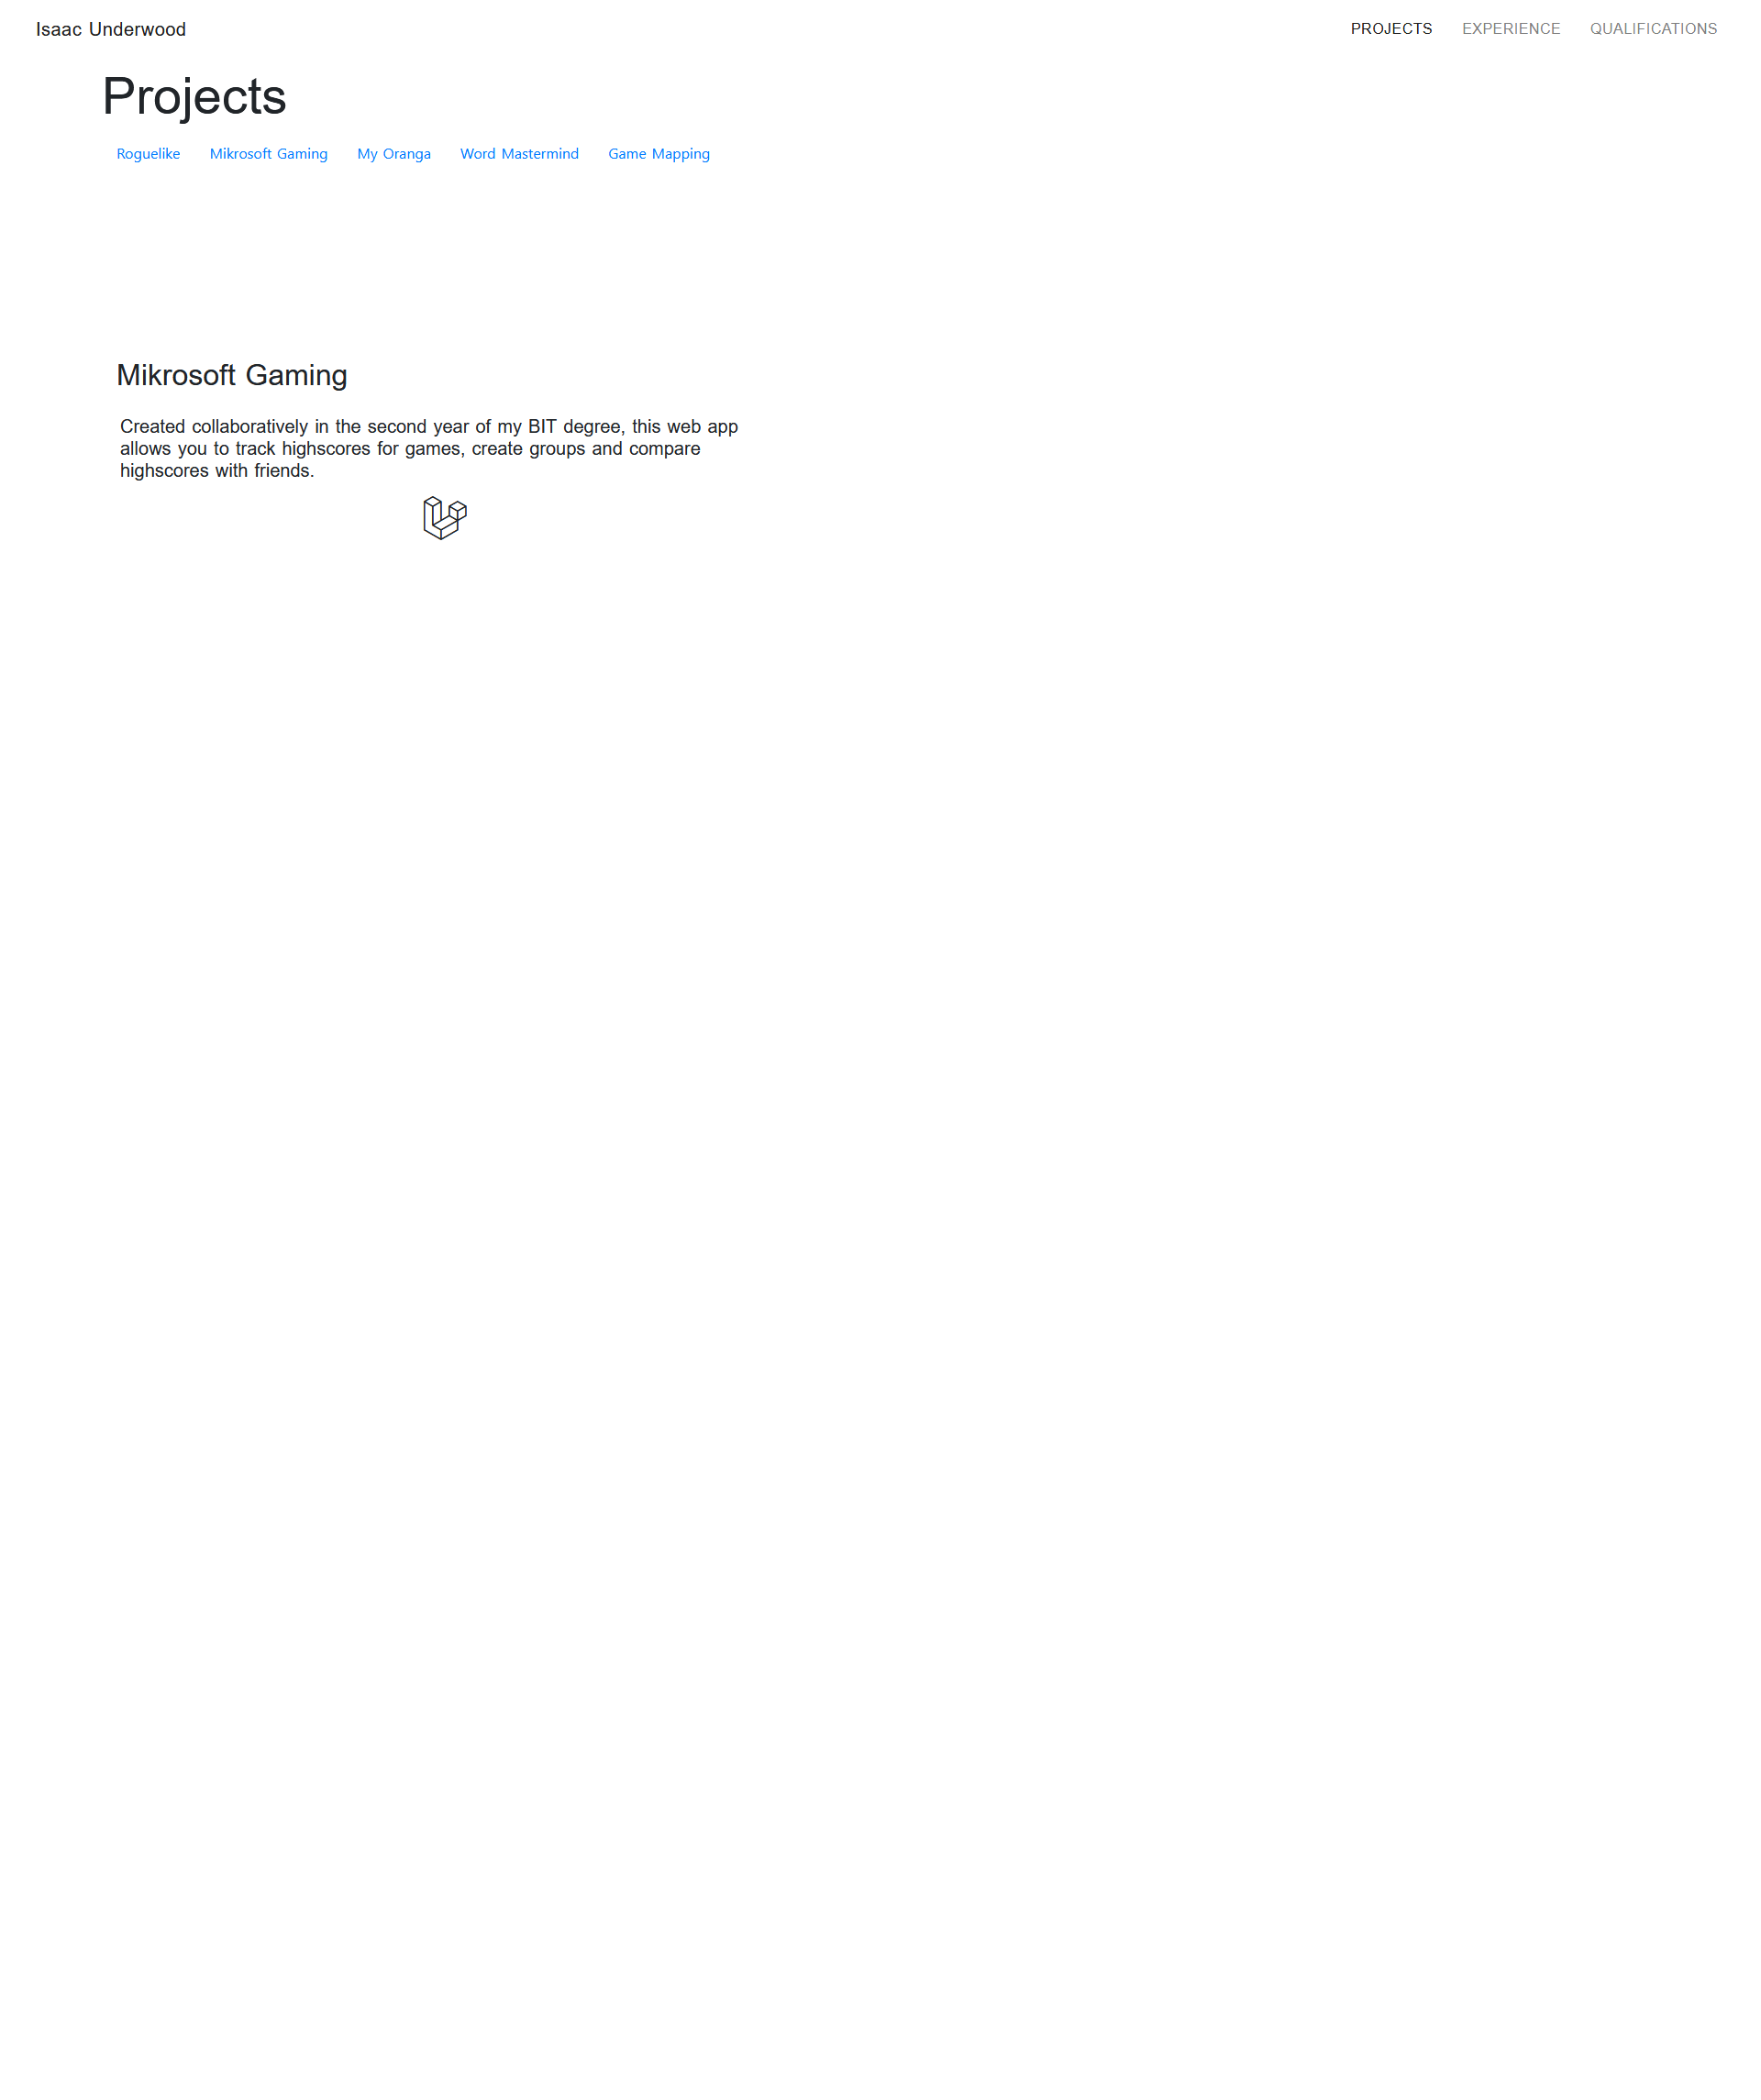 Isaac Underwood
PROJECTS EXPERIENCE QUALIFICATIONS
Projects
Roguelike Mikrosoft Gaming My Oranga Word Mastermind Game Mapping
Mikrosoft Gaming
Created collaboratively in the second year of my BIT degree, this web app
allows you to track highscores for games, create groups and compare
highscores with friends.